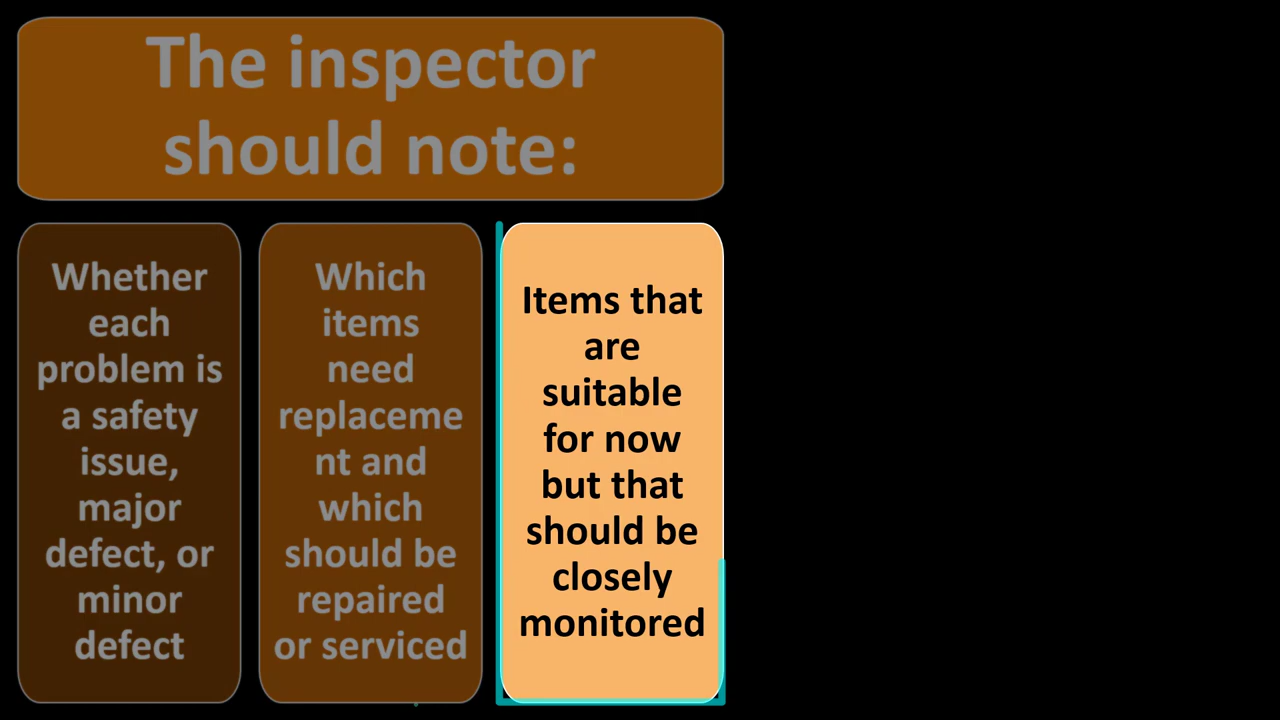 The inspector
should note:
Whether
each
problem is
a safety
issue,
major
defect, or
minor
defect
Which
items
need
replaceme
nt and
which
should be
repaired
or serviced
Items that
are
suitable
for now
but that
should be
closely
monitored